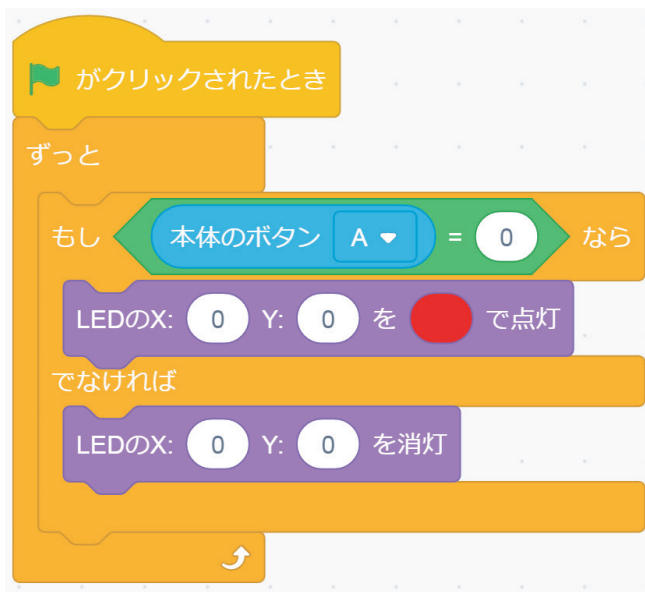 がクリックされたとき
ずっと
もし 本体のボタン A = 0 なら
LEDのX: 0 Y: 0 を で点灯
でなければ
LEDのX: 0 Y: 0 を消灯